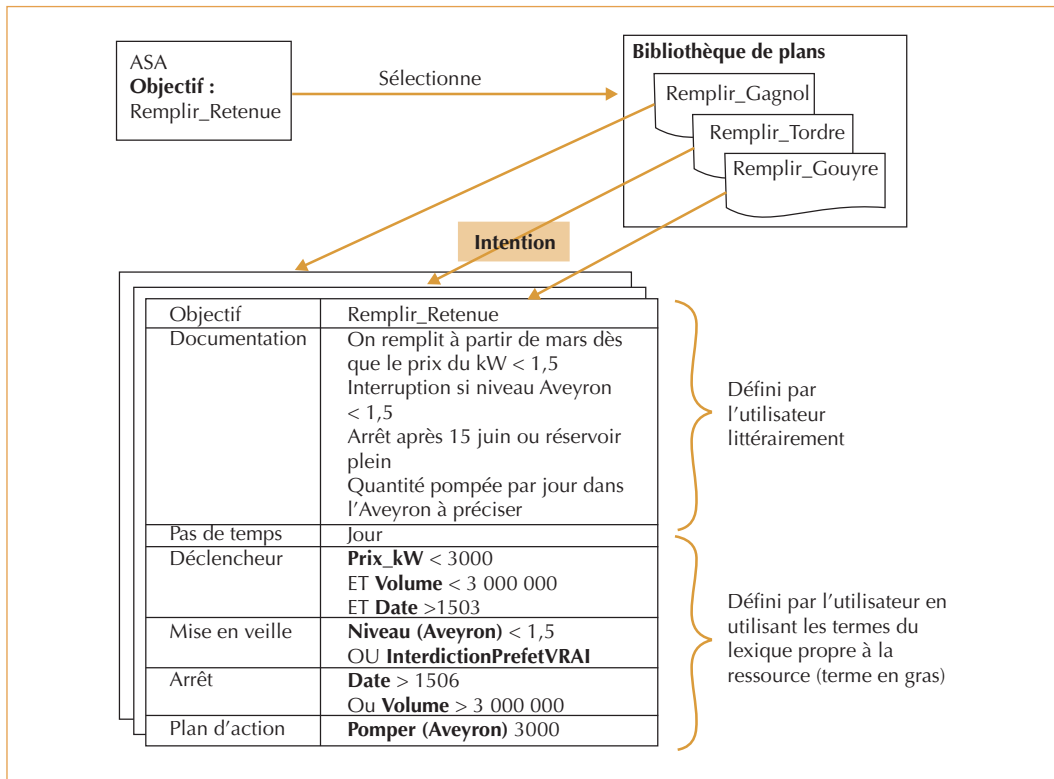 ASA
Objectif :
Remplir_Retenue
Sélectionne
Bibliothèque de plans
Remplir_Gagnol
Remplir_Tordre
Remplir_Gouyre
Intention
Objectif Remplir_Retenue
Documentation On remplit à partir de mars dès
que le prix du kW < 1,5
Interruption si niveau Aveyron
< 1,5
Arrêt après 15 juin ou réservoir
plein
Quantité pompée par jour dans
l’Aveyron à préciser
Pas de temps Jour
Déclencheur Prix_kW < 3000
ET Volume < 3 000 000
ET Date >1503
Mise en veille Niveau (Aveyron) < 1,5
OU InterdictionPrefetVRAI
Arrêt Date > 1506
Ou Volume > 3 000 000
Plan d’action Pomper (Aveyron) 3000
Défini par
l’utilisateur
littérairement
Défini par l’utilisateur en
utilisant les termes du
lexique propre à la
ressource (terme en gras)